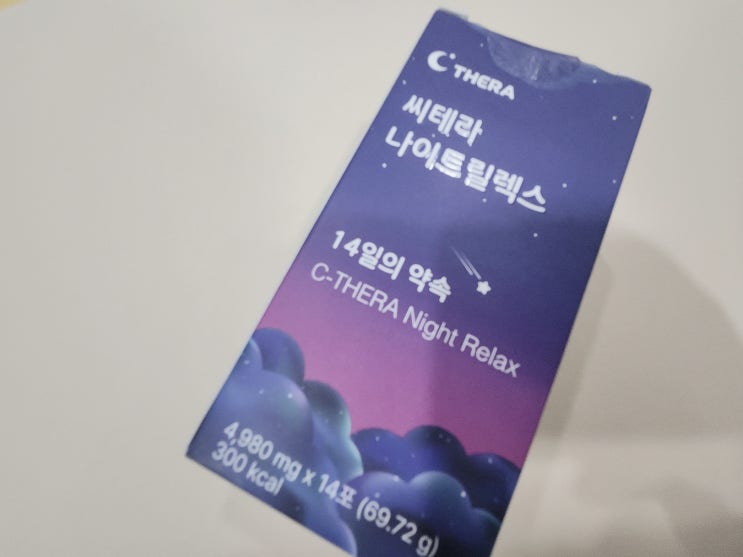 C THERA
씨테라
나이트릴렉스
14일의 약속
C-THERA Night Relax
4,980 mg x 14포 (69.72 g)
300 kcal